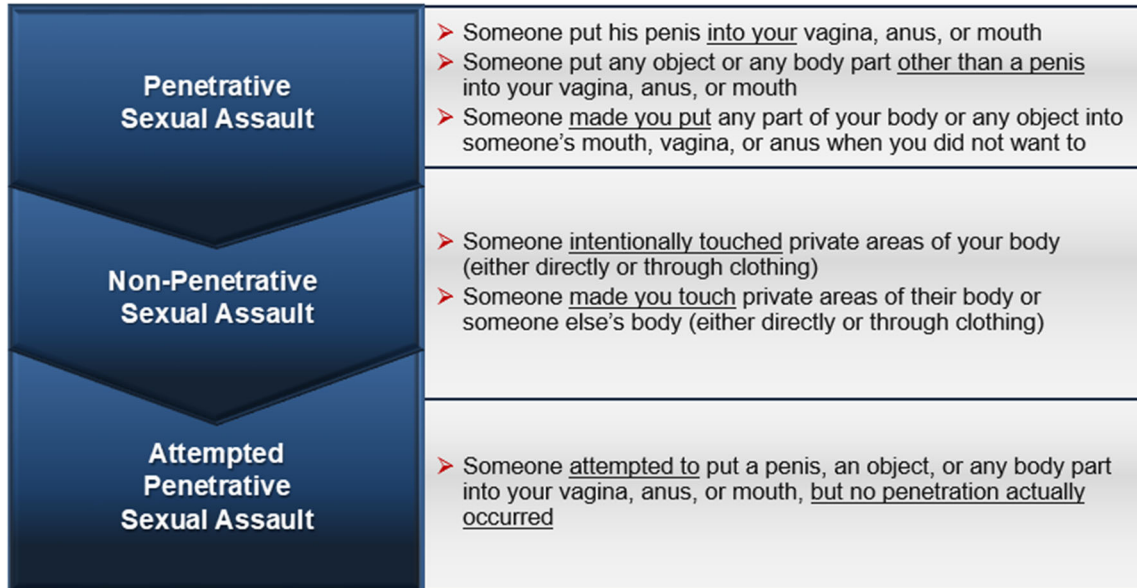 Penetrative
Sexual Assault
➢ Someone put his penis into your vagina, anus, or mouth
➢ Someone put any object or any body part other than a penis
into your vagina, anus, or mouth
➢ Someone made you put any part of your body or any object into
someone’s mouth, vagina, or anus when you did not want to
Non-Penetrative
Sexual Assault
➢ Someone intentionally touched private areas of your body
(either directly or through clothing)
➢ Someone made you touch private areas of their body or
someone else’s body (either directly or through clothing)
Attempted
Penetrative
Sexual Assault
➢ Someone attempted to put a penis, an object, or any body part
into your vagina, anus, or mouth, but no penetration actually
occurred